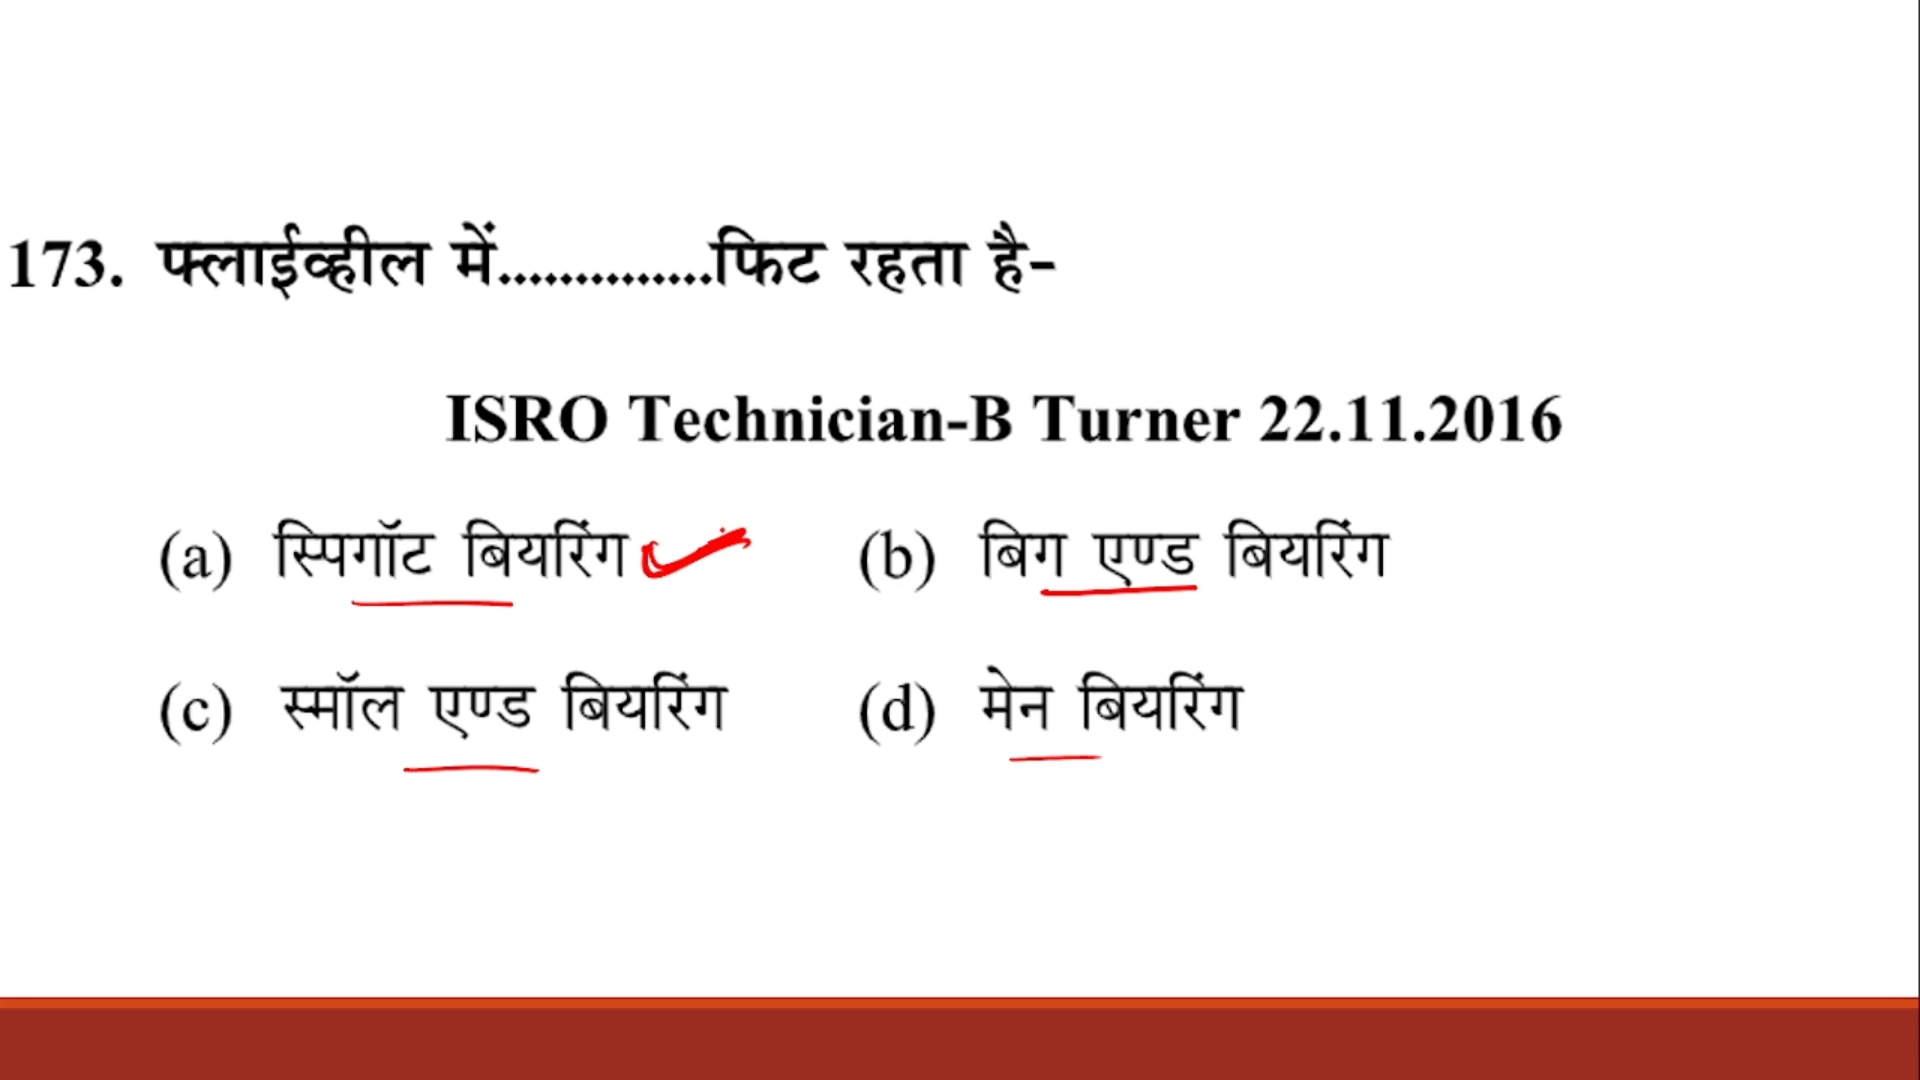 173. फ्लाईव्हील में..............फिट रहता है-
ISRO Technician-B Turner 22.11.2016
(a) स्पिगॉट बियरिंग (b) बिग एण्ड बियरिंग
(c) स्मॉल एण्ड बियरिंग (d) मेन बियरिंग